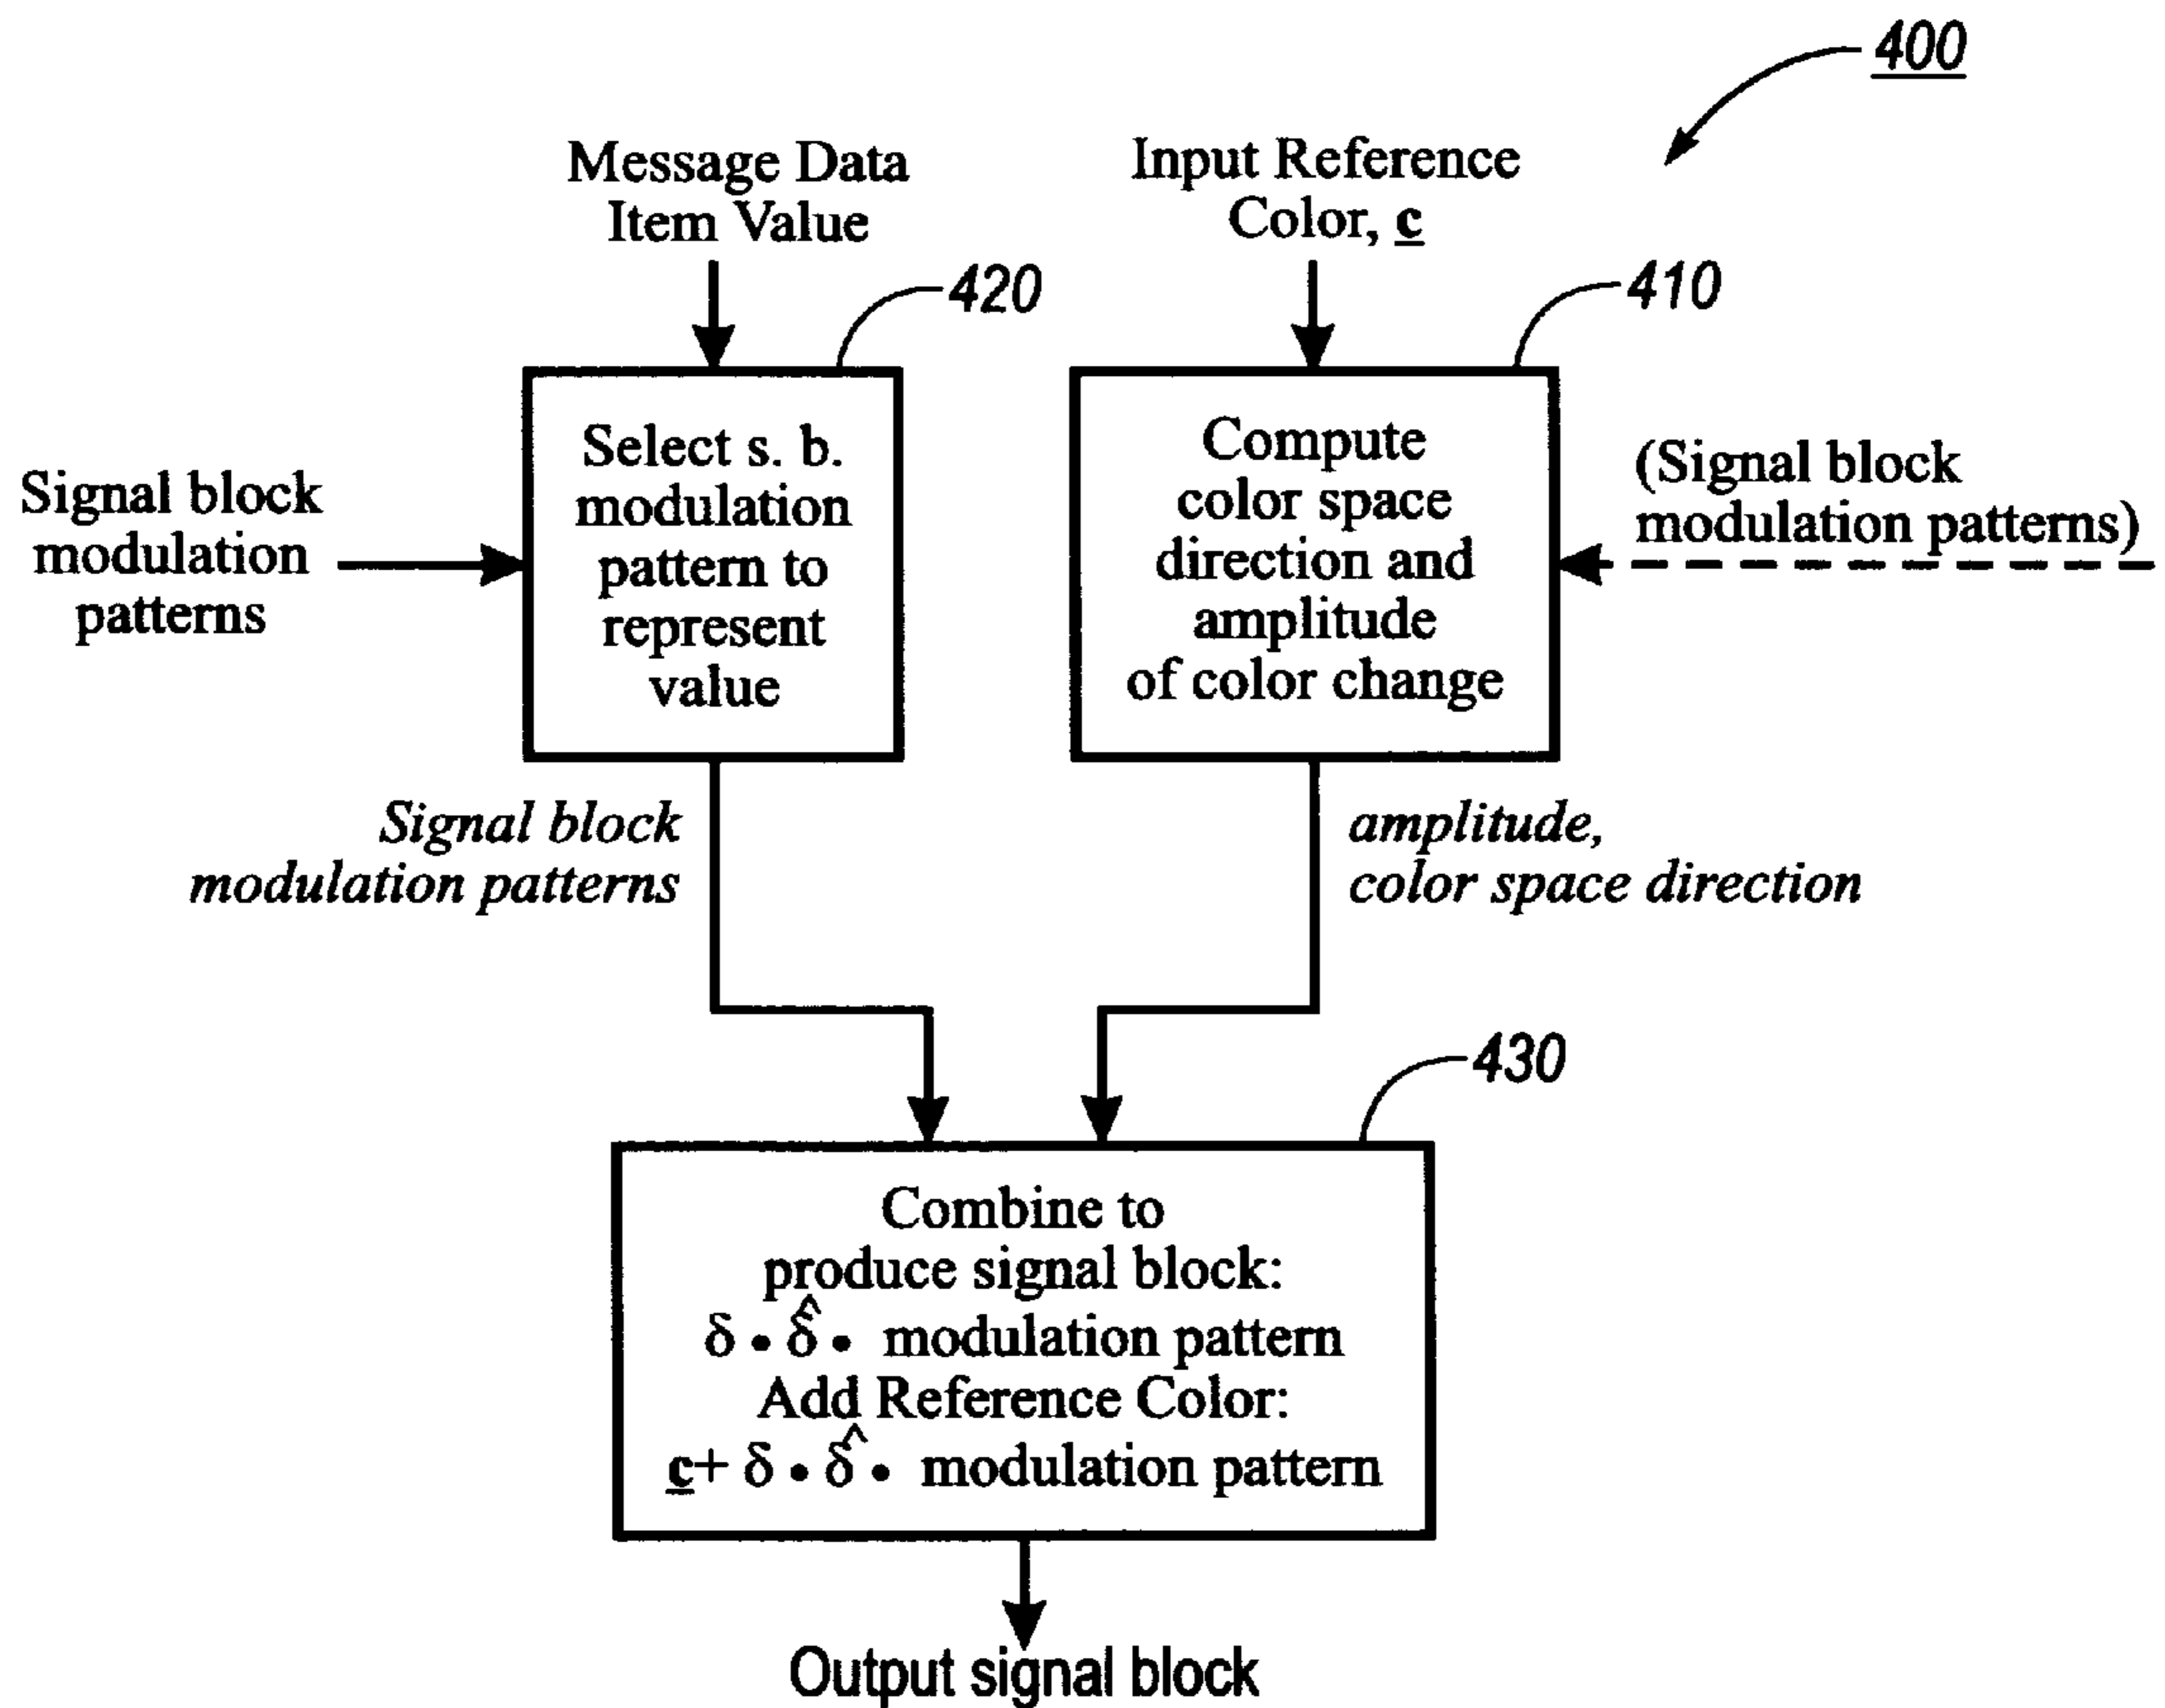 400
Message Data
Item Value
Input Reference
Color, c
420
410
Signal block
modulation
patterns
Select s. b.
modulation
pattern to
represent
value
Compute
color space
direction and
amplitude
of color change
(Signal block
modulation patterns)
Signal block
modulation patterns
amplitude,
color space direction
430
Combine to
produce signal block:
δ • δ̂ • modulation pattern
Add Reference Color:
c+ δ • δ̂ • modulation pattern
Output signal block